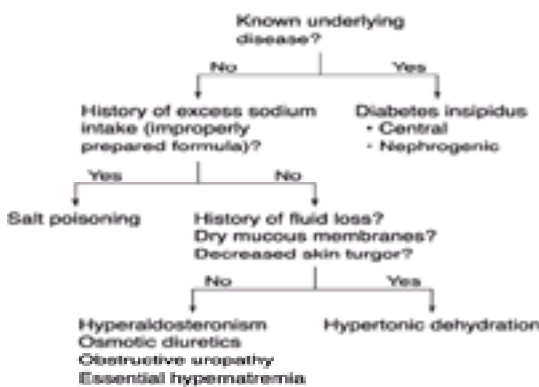 Known underlying
disease?
No
Yes
History of excess sodium
intake (improperly
prepared formula)?
Diabetes insipidus
• Central
- Nephrogenic
Yes
No
Salt poisoning
History of fluid loss?
Dry mucous membranes?
Decreased skin turgor?
No
Yes
Hyperaldosteronism
Osmotic diuretics
Obstructive uropathy
Essential hypernatremia
Hypertonic dehydration